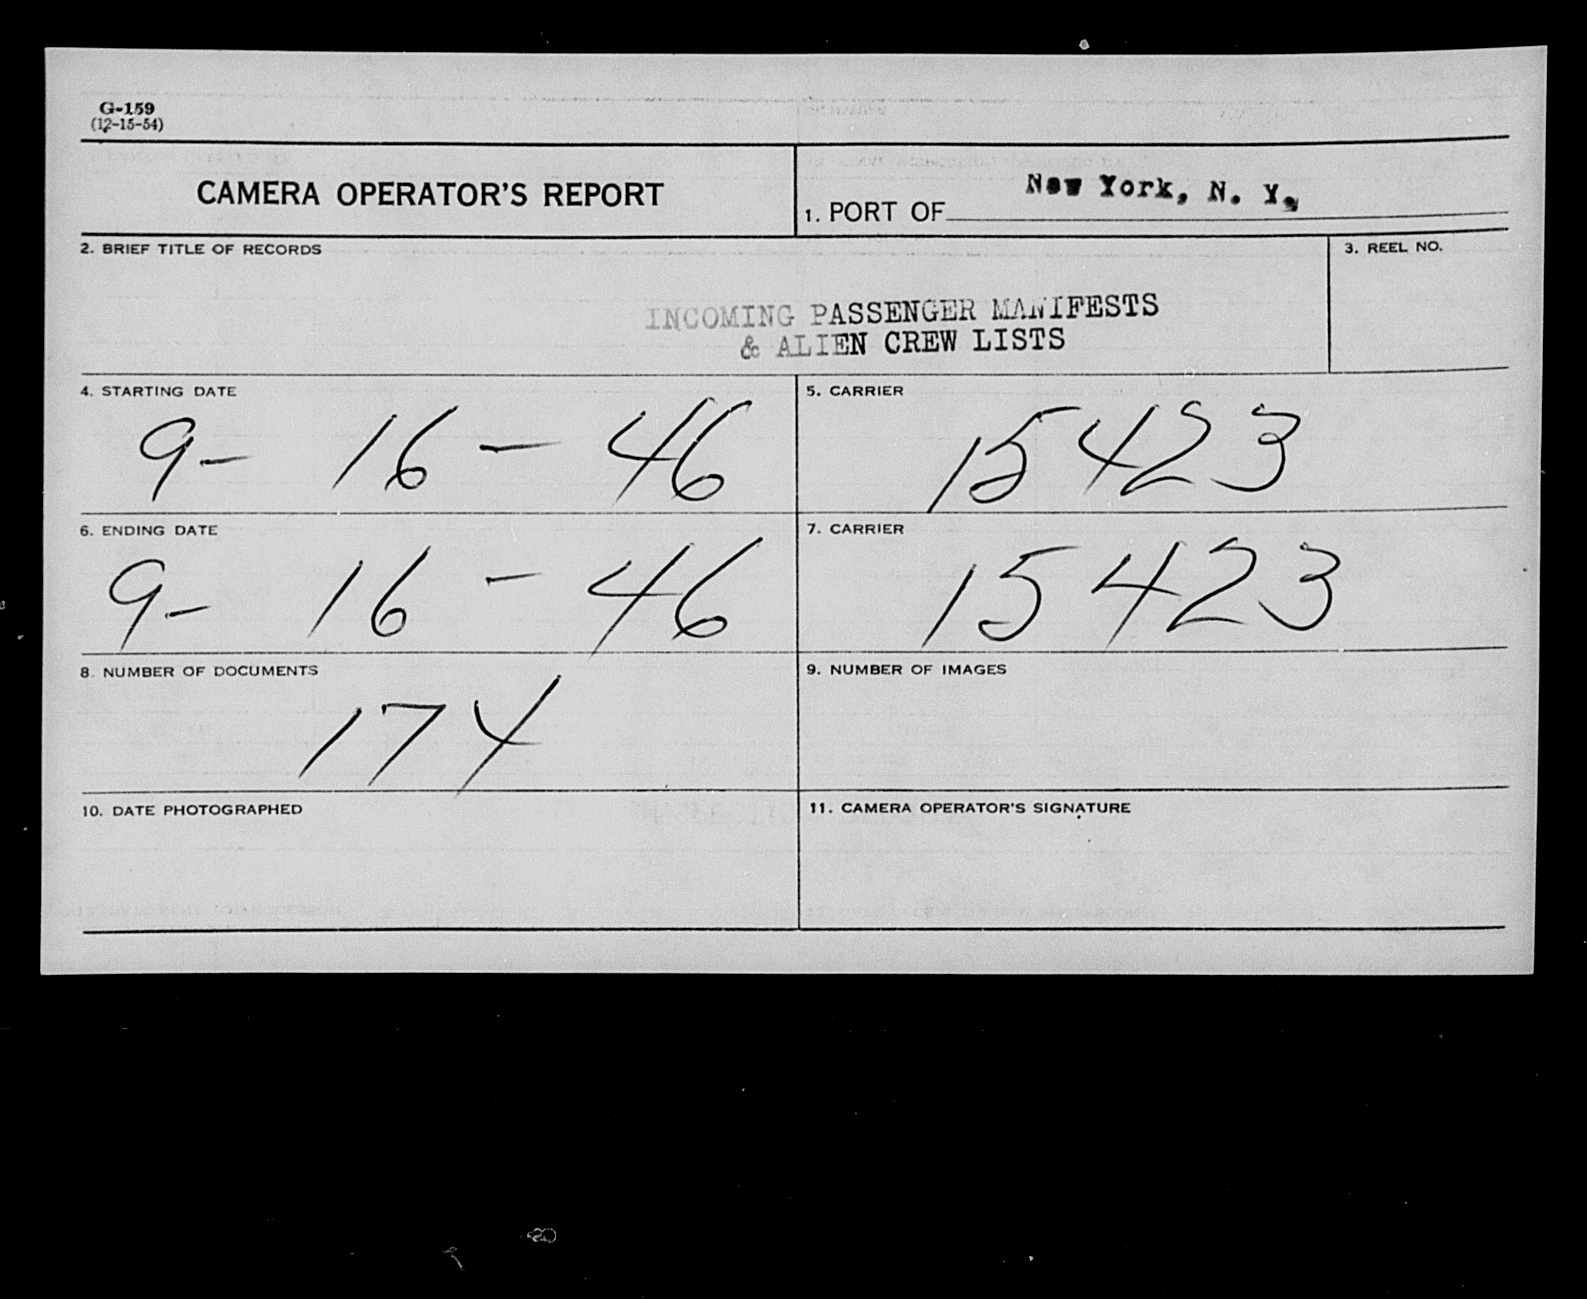 G-159
(12-15-54)
CAMERA OPERATOR'S REPORT
1. PORT OF New York, N. Y.
2. BRIEF TITLE OF RECORDS
3. REEL NO.
INCOMING PASSENGER MANIFESTS
& ALIEN CREW LISTS
4. STARTING DATE
9- 16 - 46
5. CARRIER
15423
6. ENDING DATE
9- 16 - 46
7. CARRIER
15423
8. NUMBER OF DOCUMENTS
174
9. NUMBER OF IMAGES
10. DATE PHOTOGRAPHED
11. CAMERA OPERATOR'S SIGNATURE